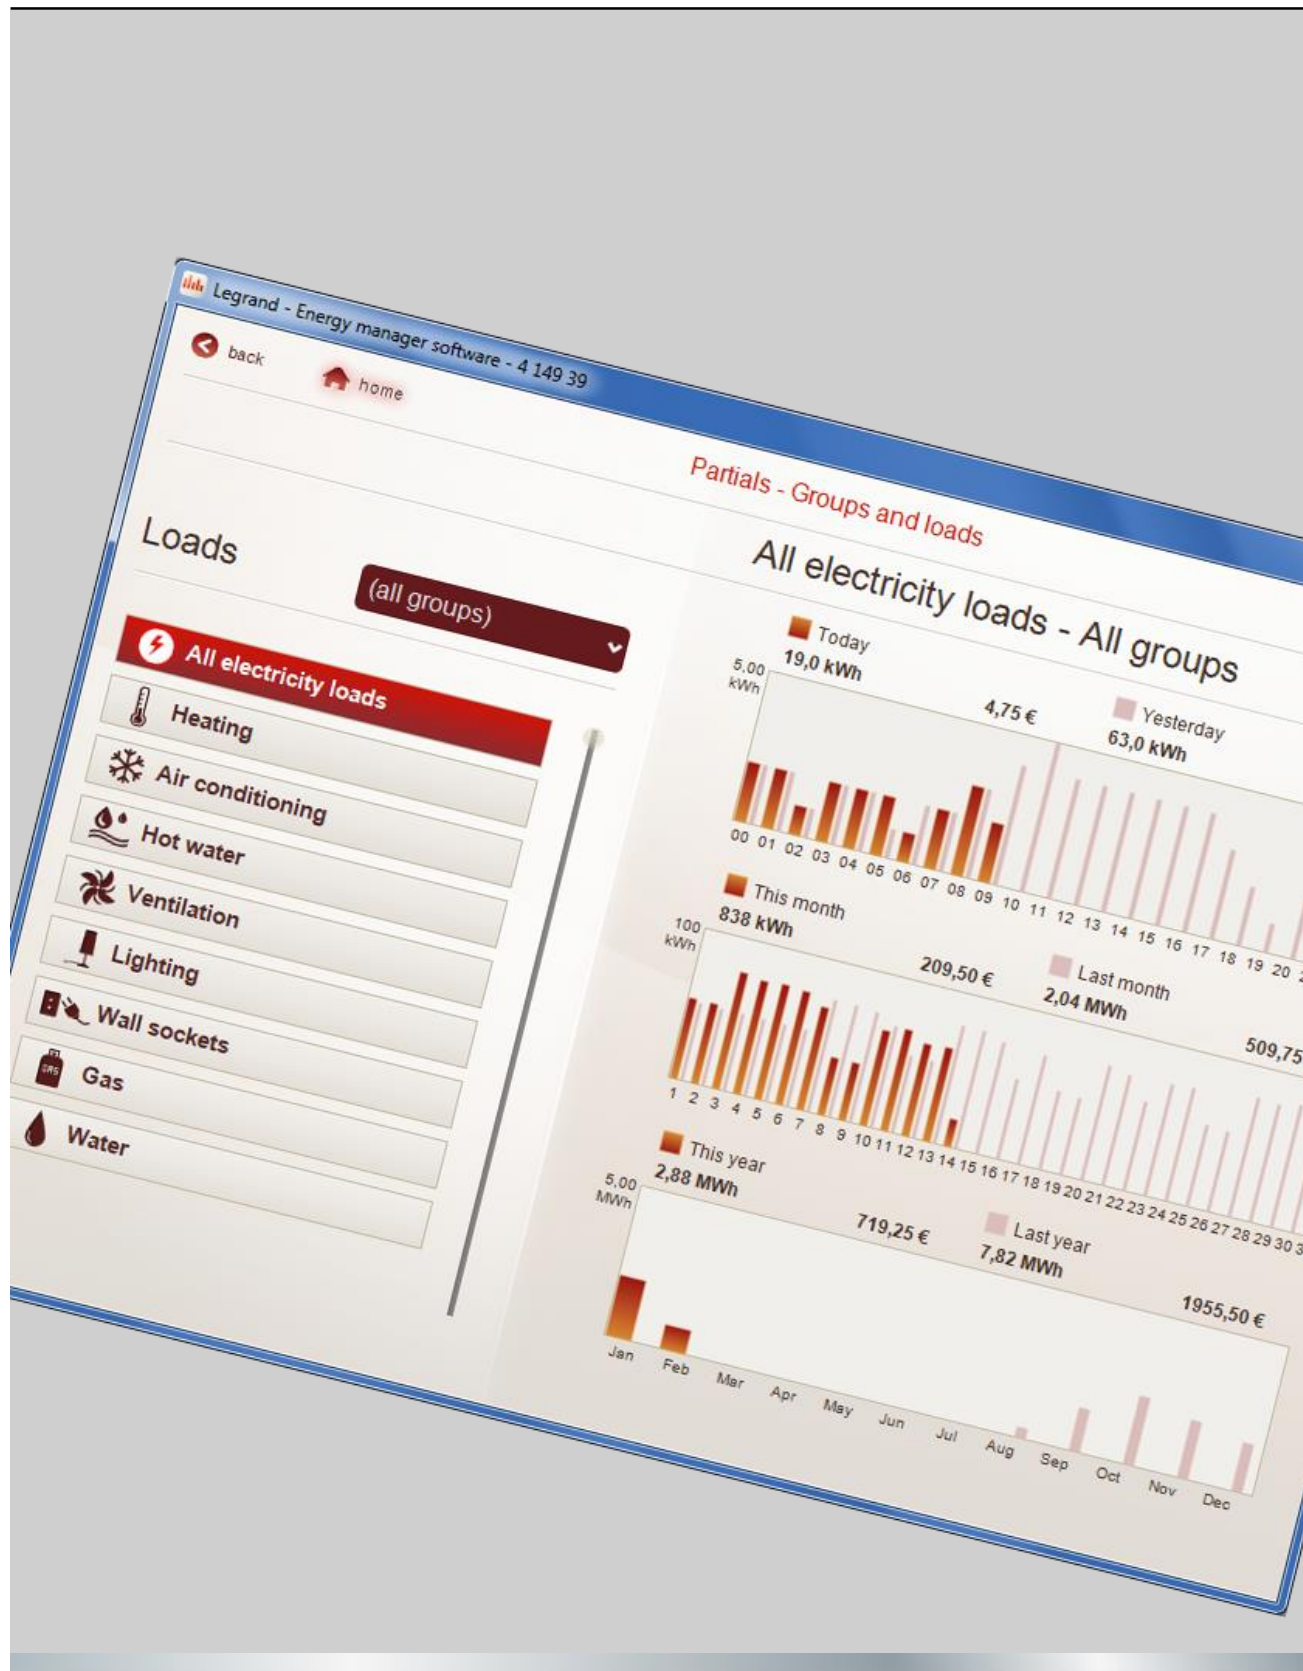 Legrand - Energy manager software - 4 149 39
back
home
Partials - Groups and loads
Loads
(all groups)
All electricity loads
Heating
Air conditioning
Hot water
Ventilation
Lighting
Wall sockets
GAS
Gas
Water
All electricity loads - All groups
Today
19,0 kWh
4,75 €
Yesterday
63,0 kWh
5,00
kWh
00 01 02 03 04 05 06 07 08 09 10 11 12 13 14 15 16 17 18 19 20
This month
838 kWh
209,50 €
Last month
2,04 MWh
509,75
100
kWh
1 2 3 4 5 6 7 8 9 10 11 12 13 14 15 16 17 18 19 20 21 22 23 24 25 26 27 28 29 30
This year
2,88 MWh
719,25 €
Last year
7,82 MWh
1955,50 €
5,00
MWh
Jan Feb Mar Apr May Jun Jul Aug Sep Oct Nov Dec